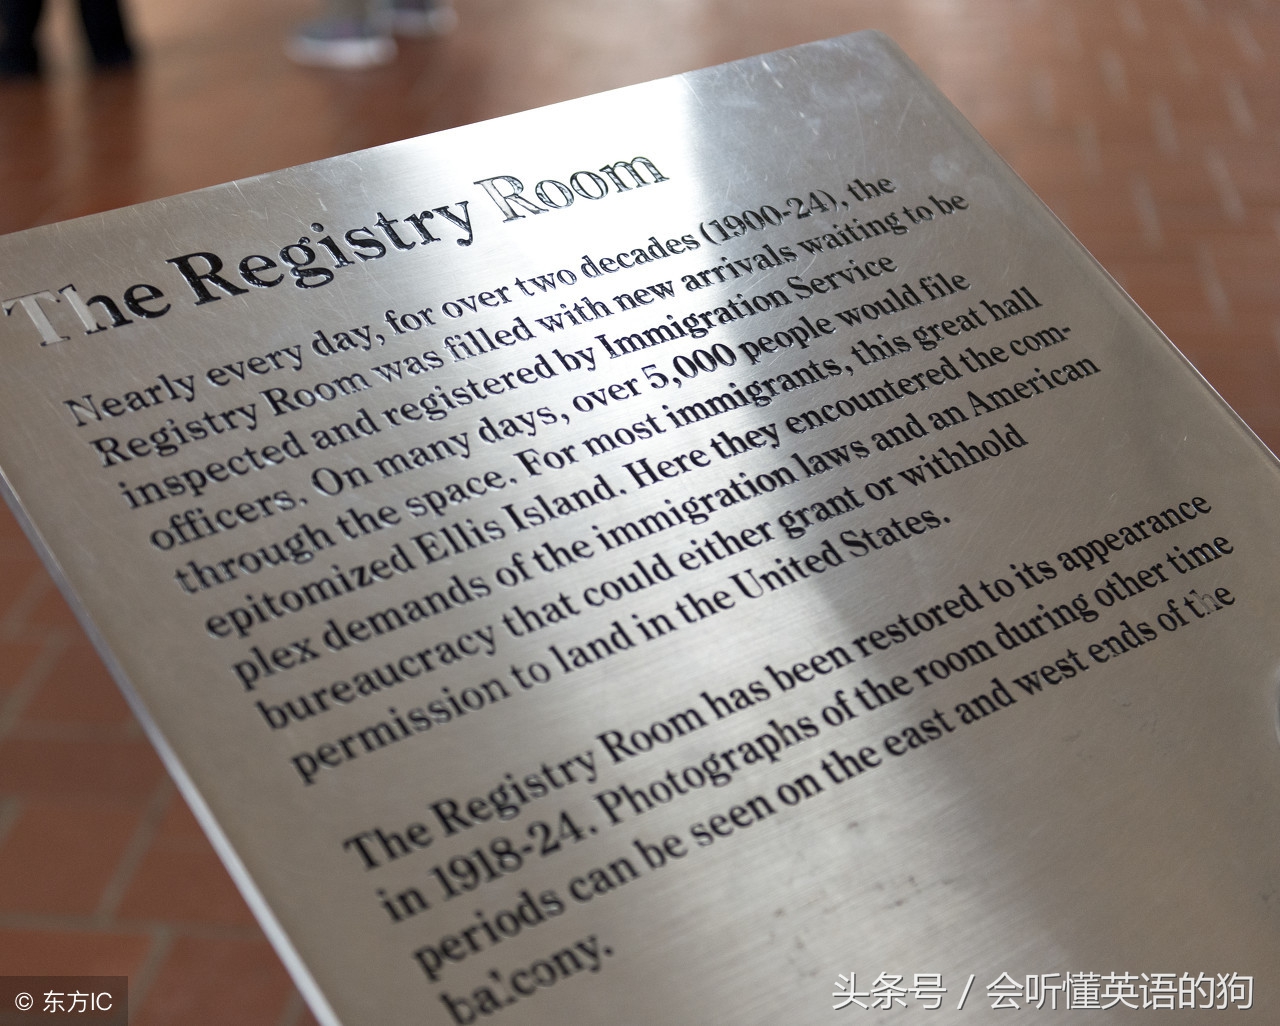 The Registry Room
Nearly every day, for over two decades (1900-24), the
Registry Room was filled with new arrivals waiting to be
inspected and registered by Immigration Service
officers. On many days, over 5,000 people would file
through the space. For most immigrants, this great hall
epitomized Ellis Island. Here they encountered the com-
plex demands of the immigration laws and an American
bureaucracy that could either grant or withhold
permission to land in the United States.
The Registry Room has been restored to its appearance
in 1918-24. Photographs of the room during other time
periods can be seen on the east and west ends of the
balcony.
© 东方IC
头条号 / 会听懂英语的狗